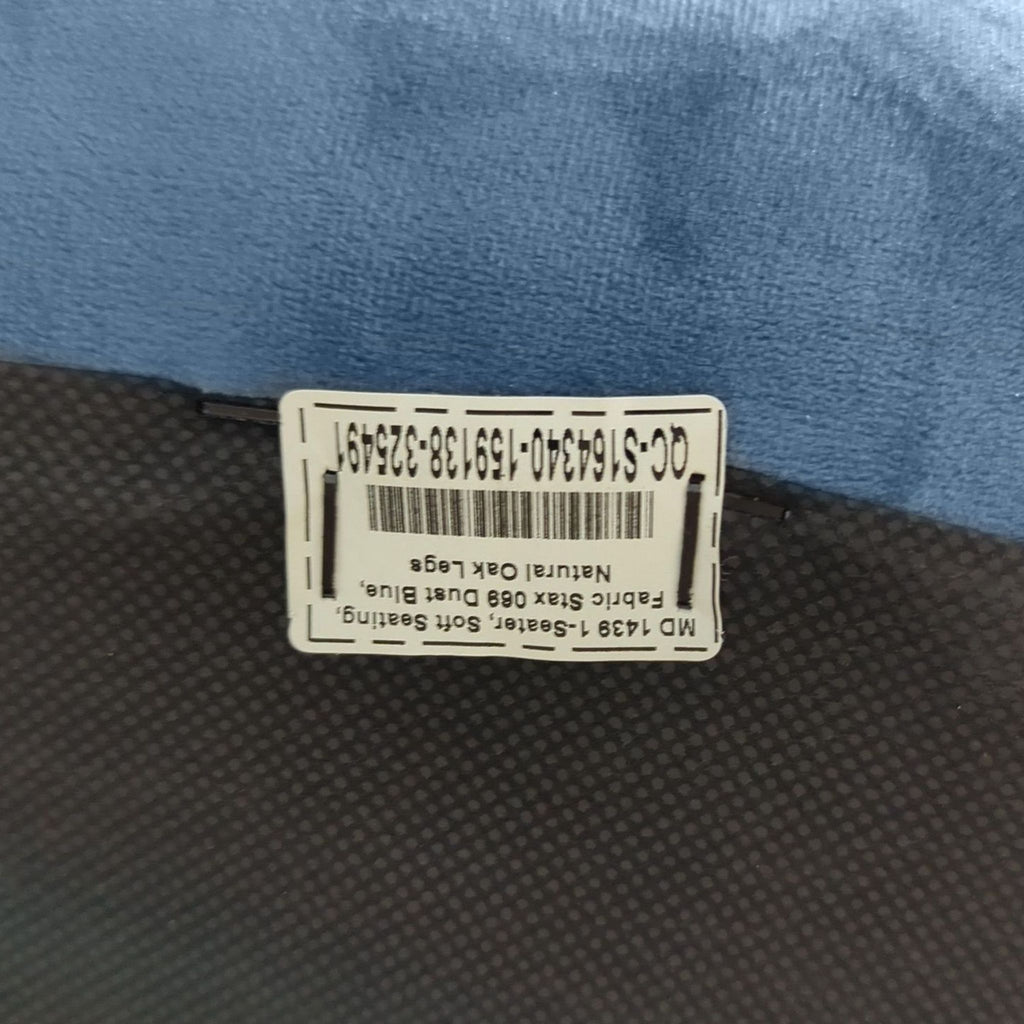 MD 1439 1-Seater, Soft Seating,
Fabric Stax 069 Dust Blue,
Natural Oak Legs
QC-S164340-159138-325491